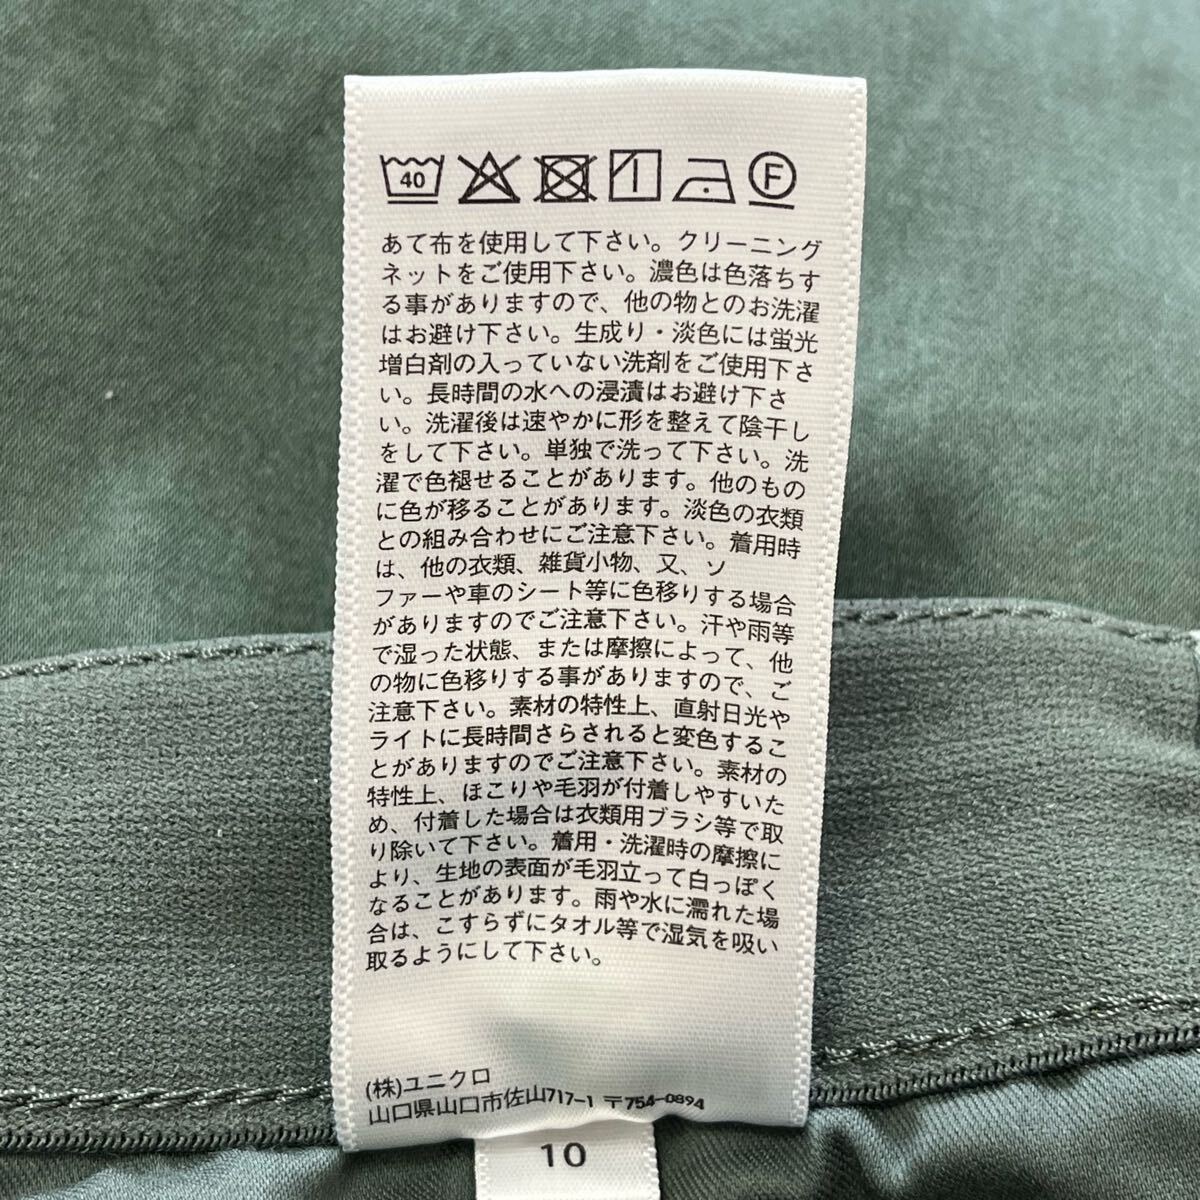 40 F
あて布を使用して下さい。クリーニング
ネットをご使用下さい。濃色は色落ちす
る事がありますので、他の物とのお洗濯
はお避け下さい。生成り・淡色には蛍光
増白剤の入っていない洗剤をご使用下さ
い。長時間の水への浸漬はお避け下さ
い。洗濯後は速やかに形を整えて陰干し
をして下さい。単独で洗って下さい。洗
濯で色褪せることがあります。他のもの
に色が移ることがあります。淡色の衣類
との組み合わせにご注意下さい。着用時
は、他の衣類、雑貨小物、又、ソ
ファーや車のシート等に色移りする場合
がありますのでご注意下さい。汗や雨等
で湿った状態、または摩擦によって、他
の物に色移りする事がありますので、ご
注意下さい。素材の特性上、直射日光や
ライトに長時間さらされると変色するこ
とがありますのでご注意下さい。素材の
特性上、ほこりや毛羽が付着しやすいた
め、付着した場合は衣類用ブラシ等で取
り除いて下さい。着用・洗濯時の摩擦に
より、生地の表面が毛羽立って白っぽく
なることがあります。雨や水に濡れた場
合は、こすらずにタオル等で湿気を吸い
取るようにして下さい。
(株)ユニクロ
山口県山口市佐山717-1 〒754-0894
10